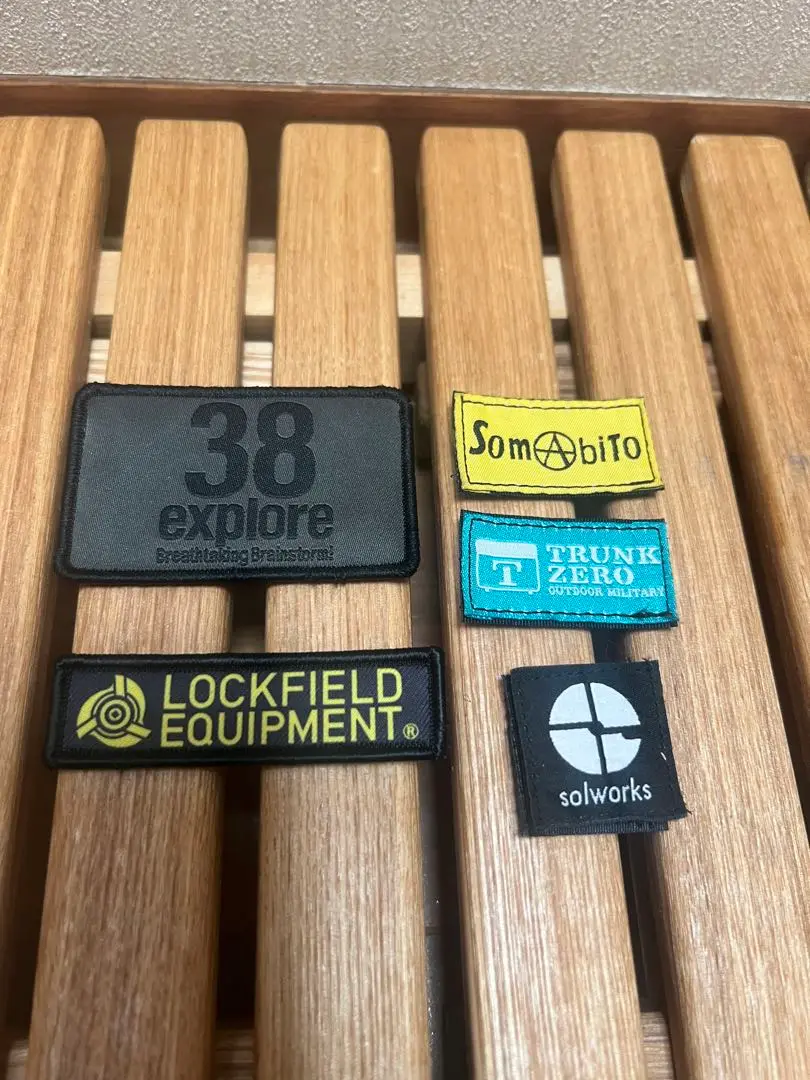 38
explore
Breathtaking Brainstorm!
LOCKFIELD
EQUIPMENT®
SomAbiTo
T
TRUNK
ZERO
OUTDOOR MILITARY
solworks